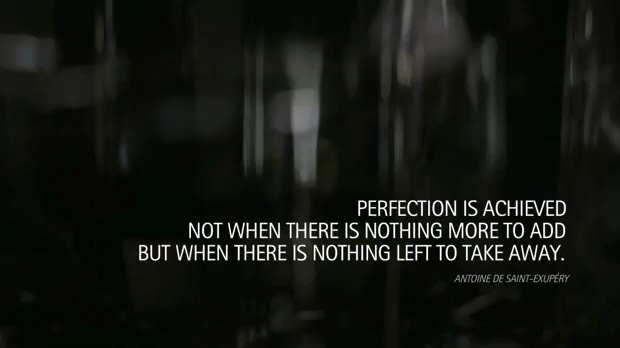 PERFECTION IS ACHIEVED
NOT WHEN THERE IS NOTHING MORE TO ADD
BUT WHEN THERE IS NOTHING LEFT TO TAKE AWAY.
ANTOINE DE SAINT-EXUPÉRY